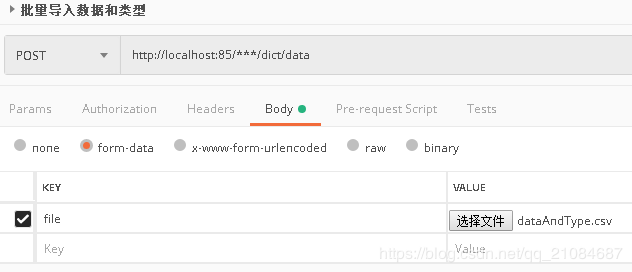 批量导入数据和类型
POST http://localhost:85/***/dict/data
Params Authorization Headers Body Pre-request Script Tests
none form-data x-www-form-urlencoded raw binary
KEY VALUE
file 选择文件 dataAndType.csv
Key Value
https://blog.csdn.net/qq_21084687